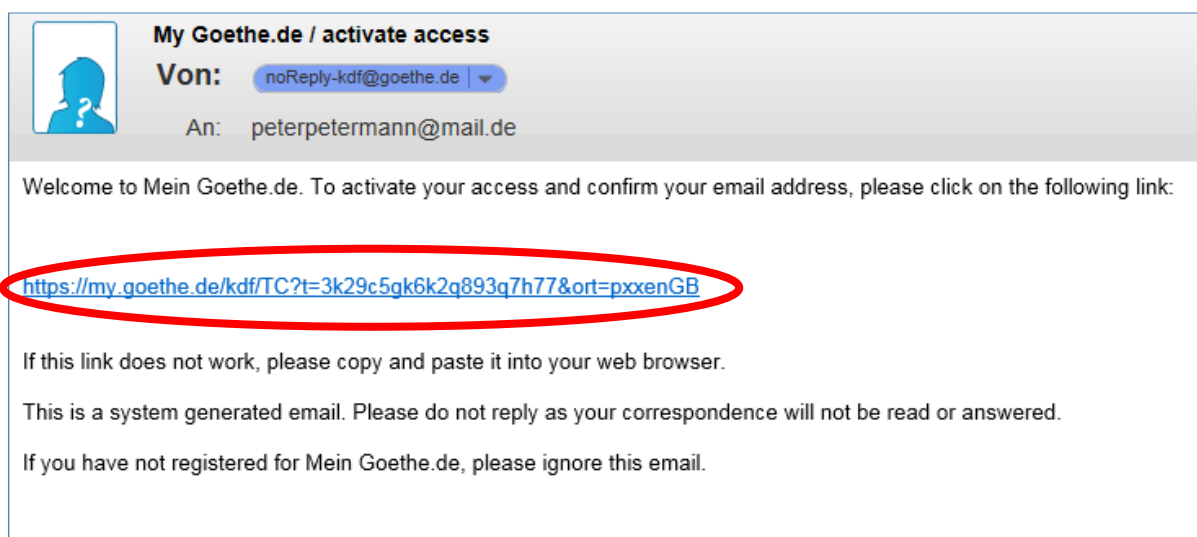 My Goethe.de / activate access
Von: noReply-kdf@goethe.de
An: peterpetermann@mail.de
Welcome to Mein Goethe.de. To activate your access and confirm your email address, please click on the following link:
https://my.goethe.de/kdf/TC?t=3k29c5gk6k2q893q7h77&ort=pxxenGB
If this link does not work, please copy and paste it into your web browser.
This is a system generated email. Please do not reply as your correspondence will not be read or answered.
If you have not registered for Mein Goethe.de, please ignore this email.